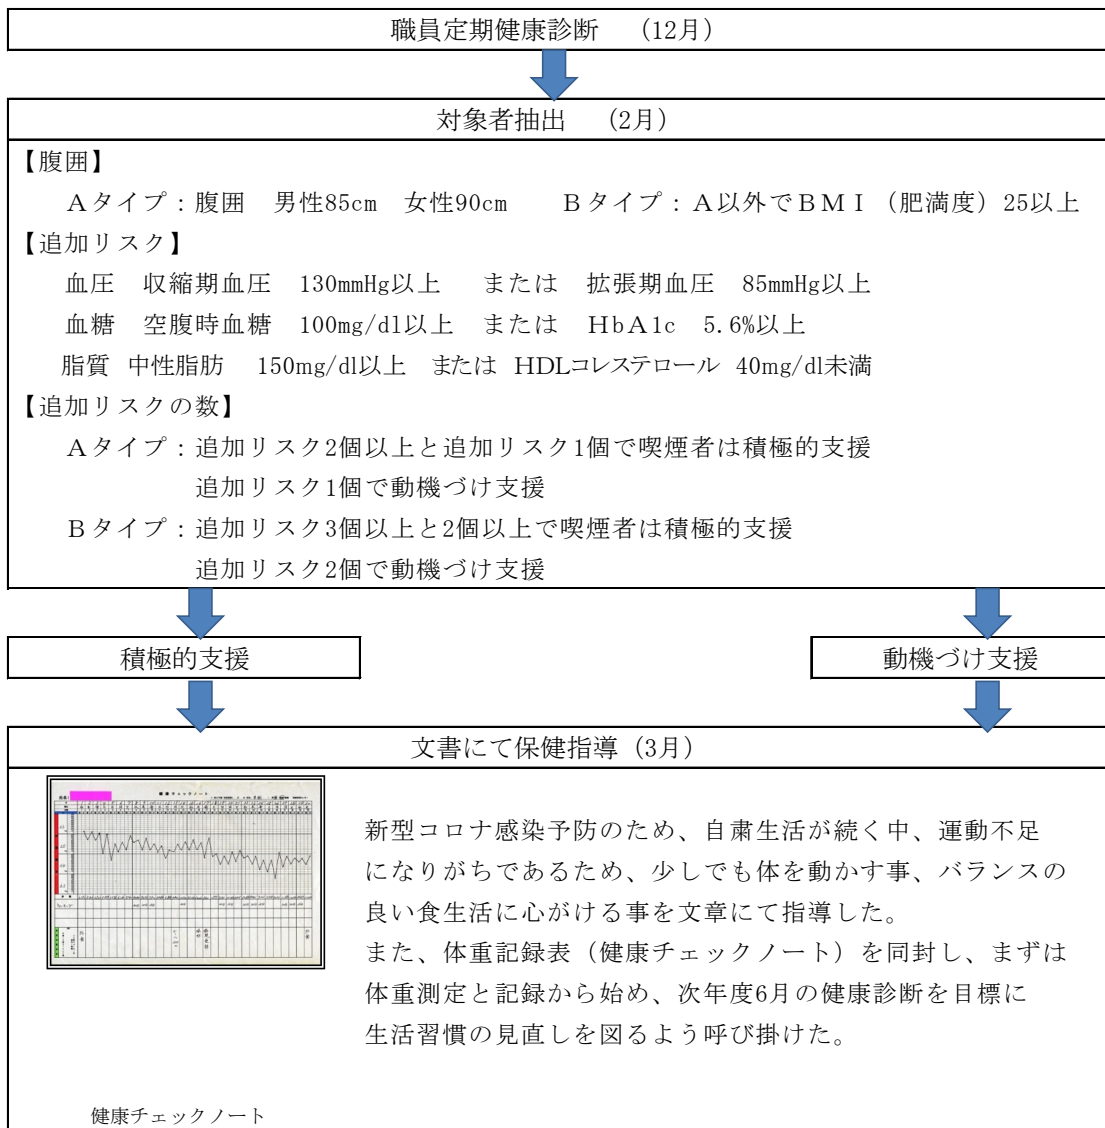 職員定期健康診断 (12月)
対象者抽出 (2月)
【腹囲】
Aタイプ:腹囲 男性85cm 女性90cm Bタイプ:A以外でBMI(肥満度)25以上
【追加リスク】
血圧 収縮期血圧 130mmHg以上 または 拡張期血圧 85mmHg以上
血糖 空腹時血糖 100mg/dl以上 または HbA1c 5.6%以上
脂質 中性脂肪 150mg/dl以上 または HDLコレステロール 40mg/dl未満
【追加リスクの数】
Aタイプ:追加リスク2個以上と追加リスク1個で喫煙者は積極的支援
追加リスク1個で動機づけ支援
Bタイプ:追加リスク3個以上と2個以上で喫煙者は積極的支援
追加リスク2個で動機づけ支援
積極的支援
動機づけ支援
文書にて保健指導(3月)
健康チェックノート
新型コロナ感染予防のため、自粛生活が続く中、運動不足
になりがちであるため、少しでも体を動かす事、バランスの
良い食生活に心がける事を文章にて指導した。
また、体重記録表(健康チェックノート)を同封し、まずは
体重測定と記録から始め、次年度6月の健康診断を目標に
生活習慣の見直しを図るよう呼び掛けた。
健康チェックノート